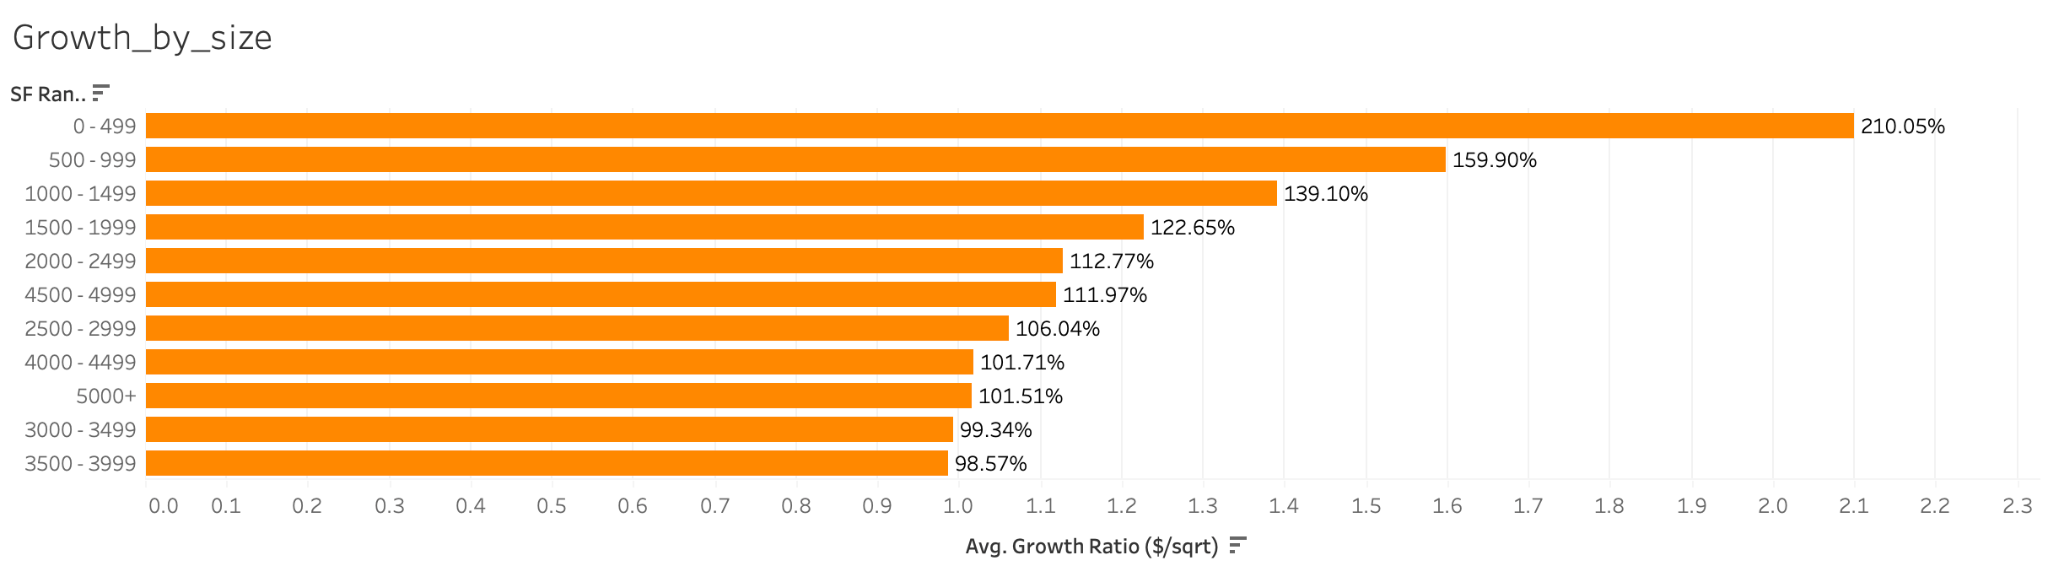 Growth_by_size
SF Ran..
0 - 499 210.05%
500 - 999 159.90%
1000 - 1499 139.10%
1500 - 1999 122.65%
2000 - 2499 112.77%
4500 - 4999 111.97%
2500 - 2999 106.04%
4000 - 4499 101.71%
5000+ 101.51%
3000 - 3499 99.34%
3500 - 3999 98.57%
0.0 0.1 0.2 0.3 0.4 0.5 0.6 0.7 0.8 0.9 1.0 1.1 1.2 1.3 1.4 1.5 1.6 1.7 1.8 1.9 2.0 2.1 2.2 2.3
Avg. Growth Ratio ($/sqrt)